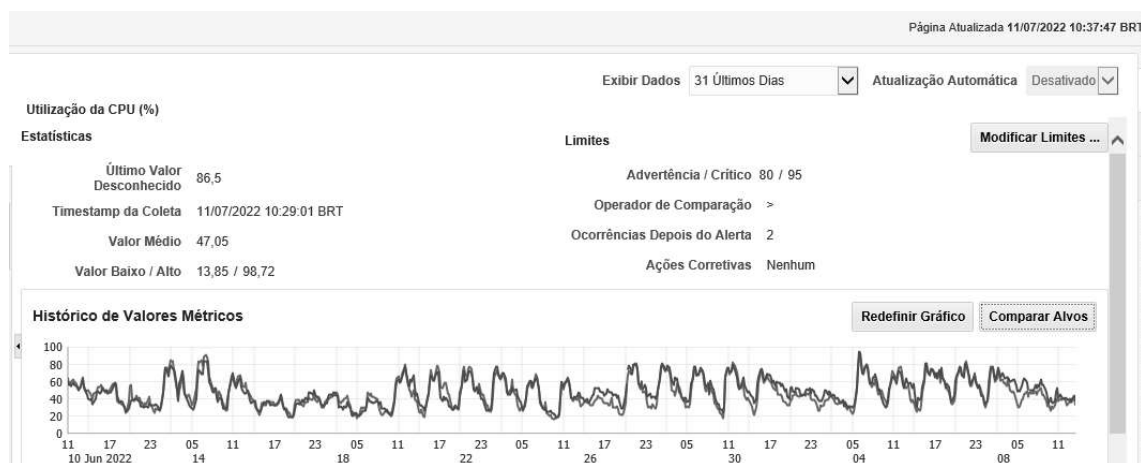 Página Atualizada 11/07/2022 10:37:47 BRT
Exibir Dados 31 Últimos Dias Atualização Automática Desativado
Utilização da CPU (%)
Estatísticas
Último Valor Desconhecido 86,5
Timestamp da Coleta 11/07/2022 10:29:01 BRT
Valor Médio 47,05
Valor Baixo / Alto 13,85 / 98,72
Limites
Modificar Limites ...
Advertência / Crítico 80 / 95
Operador de Comparação >
Ocorrências Depois do Alerta 2
Ações Corretivas Nenhum
Histórico de Valores Métricos
Redefinir Gráfico Comparar Alvos
100
80
60
40
20
0
11 17 23 05 11 17 23 05 11 17 23 05 11 17 23 05 11 17 23 05 11 17 23 05 11
10 Jun 2022 14 18 22 26 30 04 08